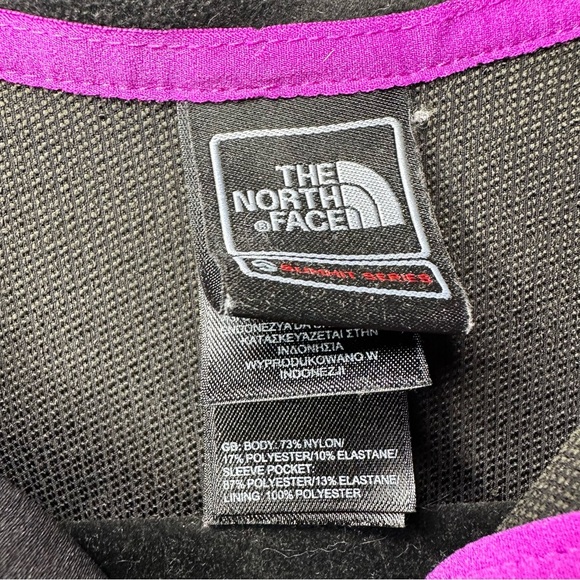 THE
NORTH
®FACE
SUMMIT SERIES
ENDONEZYA DA
ΚΑΤΑΣΚΕΥΑΖΕΤΑΙ ΣΤΗΝ
ΙΝΔΟΝΗΣΙΑ
WYPRODUKOWANO W
INDONEZJI
GB: BODY: 73% NYLON/
17% POLYESTER/10% ELASTANE/
SLEEVE POCKET:
87% POLYESTER/13% ELASTANE/
LINING: 100% POLYESTER